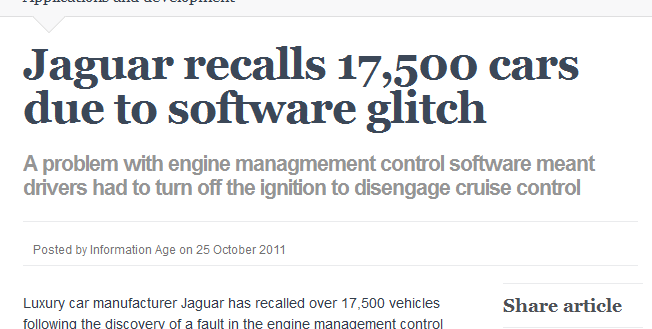 Applications and development
Jaguar recalls 17,500 cars
due to software glitch
A problem with engine managmement control software meant
drivers had to turn off the ignition to disengage cruise control
Posted by Information Age on 25 October 2011
Luxury car manufacturer Jaguar has recalled over 17,500 vehicles
Share article
following the discovery of a fault in the engine management control